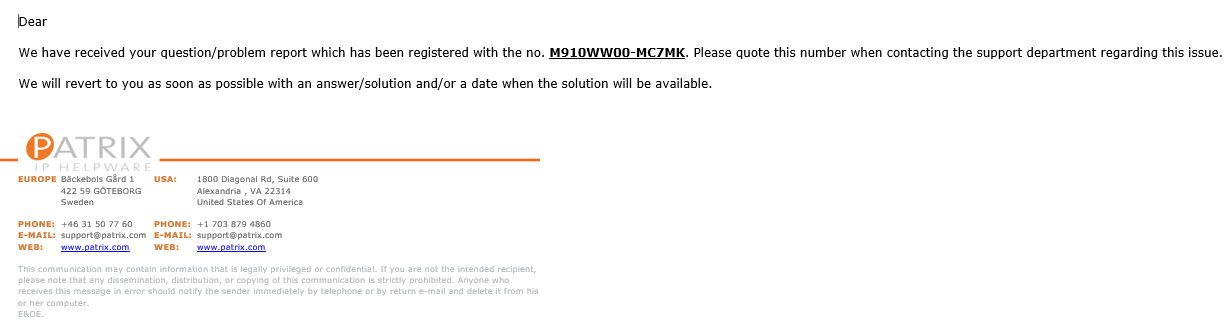 Dear
We have received your question/problem report which has been registered with the no. M910WW00-MC7MK. Please quote this number when contacting the support department regarding this issue.
We will revert to you as soon as possible with an answer/solution and/or a date when the solution will be available.
PATRIX
IP HELPWARE
EUROPE Bäckebols Gård 1 USA: 1800 Diagonal Rd, Suite 600
422 59 GÖTEBORG Alexandria , VA 22314
Sweden United States Of America
PHONE: +46 31 50 77 60 PHONE: +1 703 879 4860
E-MAIL: support@patrix.com E-MAIL: support@patrix.com
WEB: www.patrix.com WEB: www.patrix.com
This communication may contain information that is legally privileged or confidential. If you are not the intended recipient,
please note that any dissemination, distribution, or copying of this communication is strictly prohibited. Anyone who
receives this message in error should notify the sender immediately by telephone or by return e-mail and delete it from his
or her computer.
E&OE.